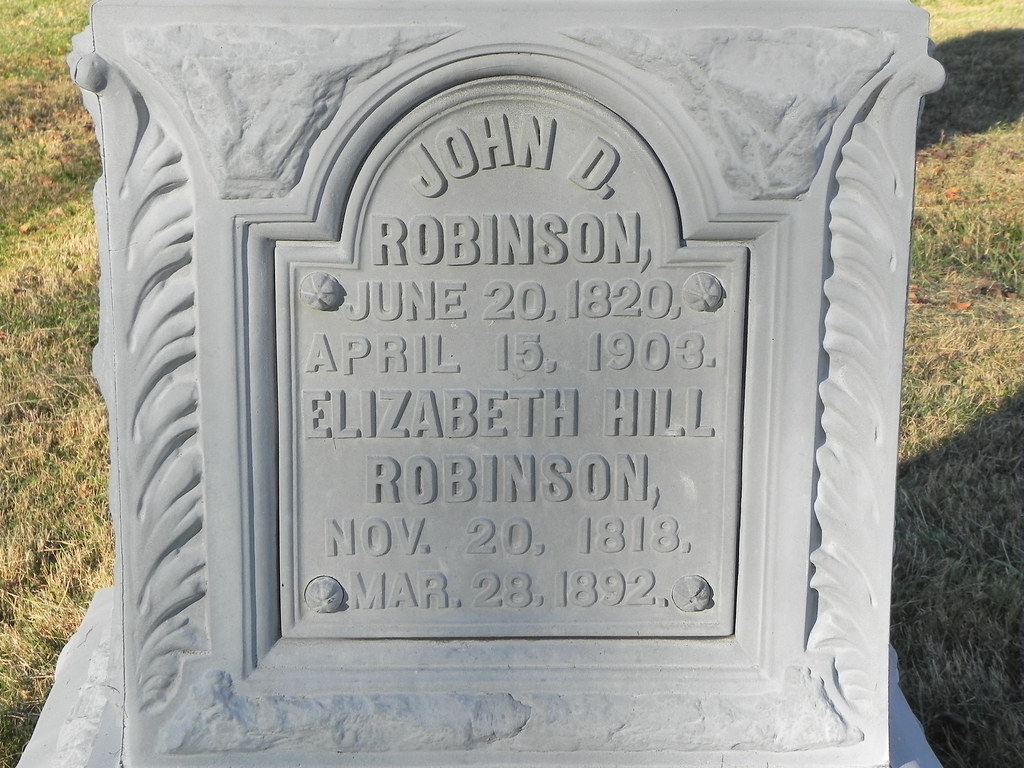 JOHN D.
ROBINSON,
JUNE 20, 1820,
APRIL 15, 1903.
ELIZABETH HILL
ROBINSON,
NOV. 20, 1818.
MAR. 28, 1892.